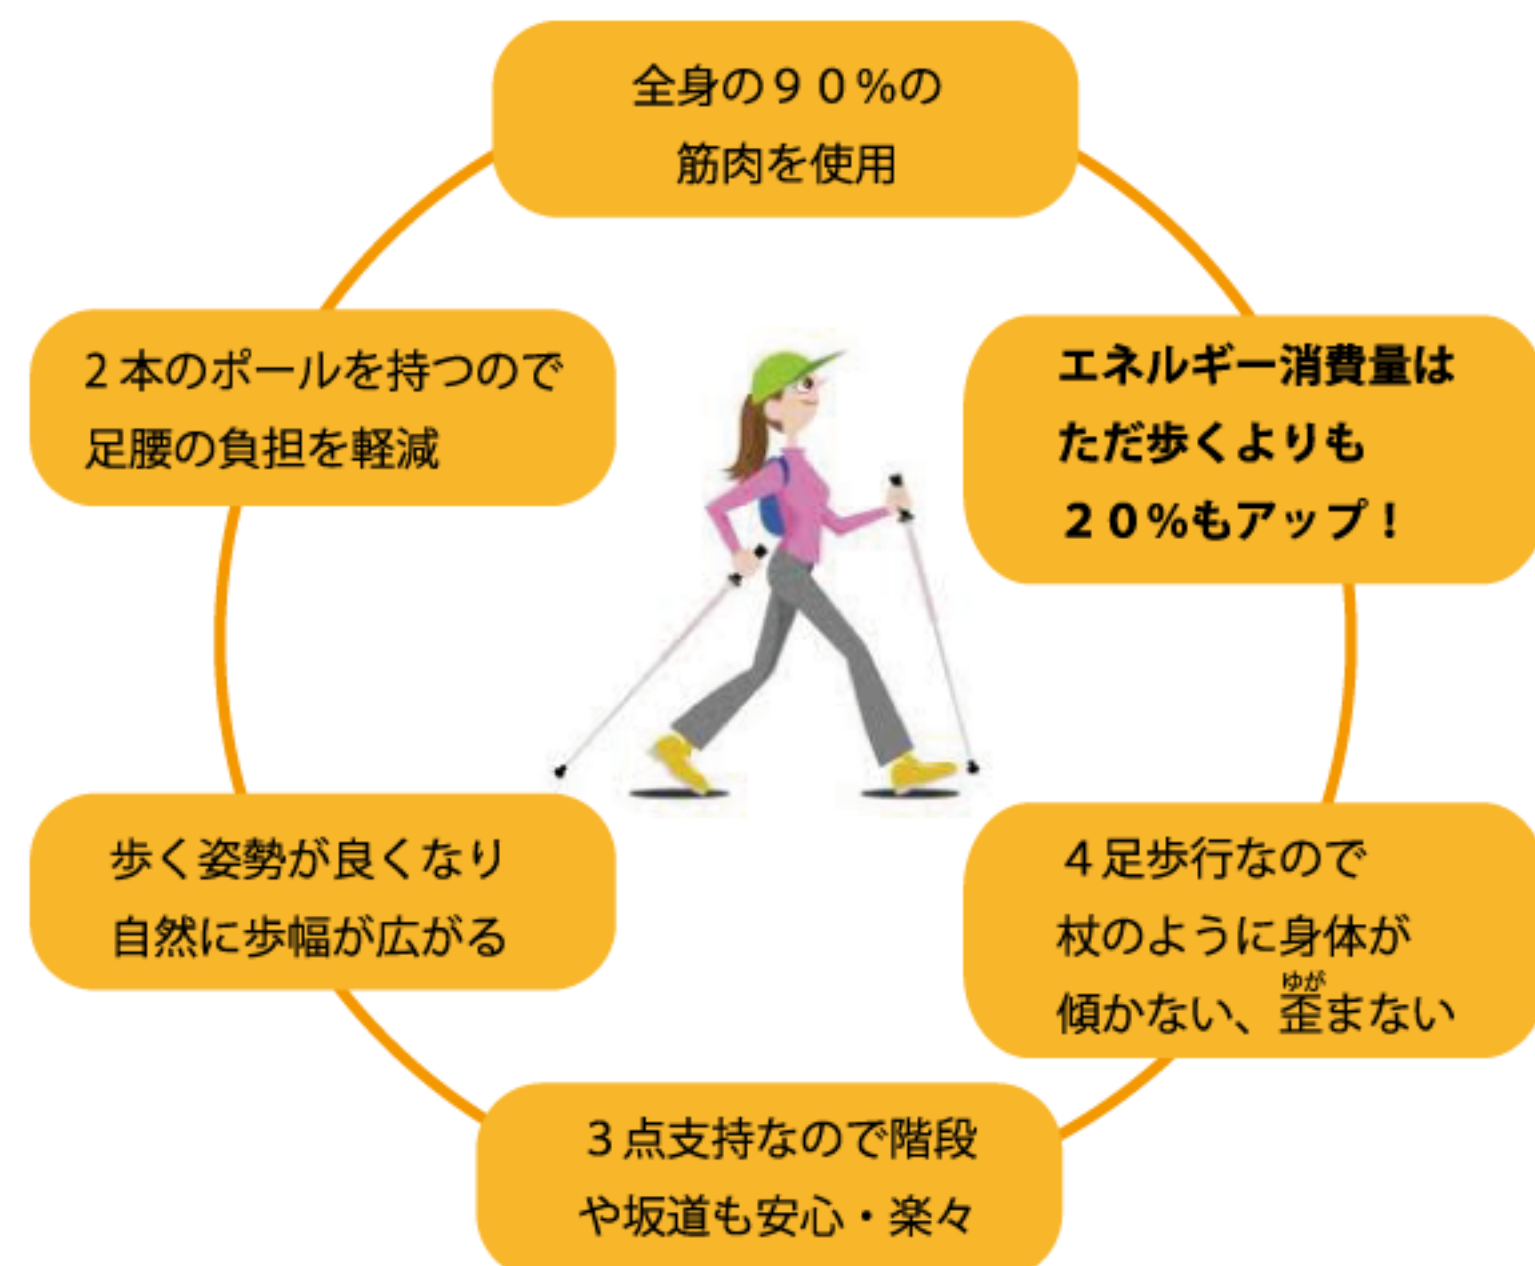 全身の９０％の
筋肉を使用
エネルギー消費量は
ただ歩くよりも
２０％もアップ！
４足歩行なので
杖のように身体が
ゆが
傾かない、歪まない
３点支持なので階段
や坂道も安心・楽々
歩く姿勢が良くなり
自然に歩幅が広がる
２本のポールを持つので
足腰の負担を軽減